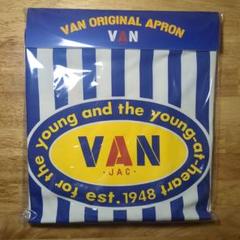 VAN ORIGINAL APRON
VAN
for the young and the young-at-heart
VAN
·JAC·
est.1948